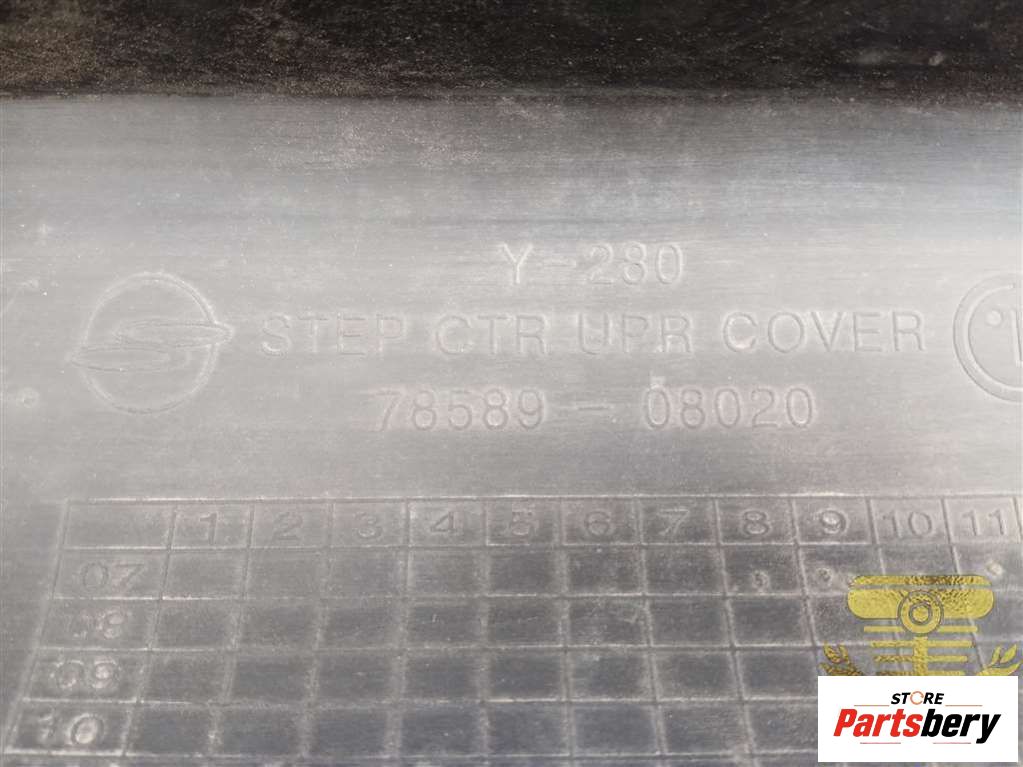 Y-280
STEP CTR UPR COVER
78589-08020
1 2 3 4 5 6 7 8 9 10 11
07
08
09
10
STORE
Partsbery